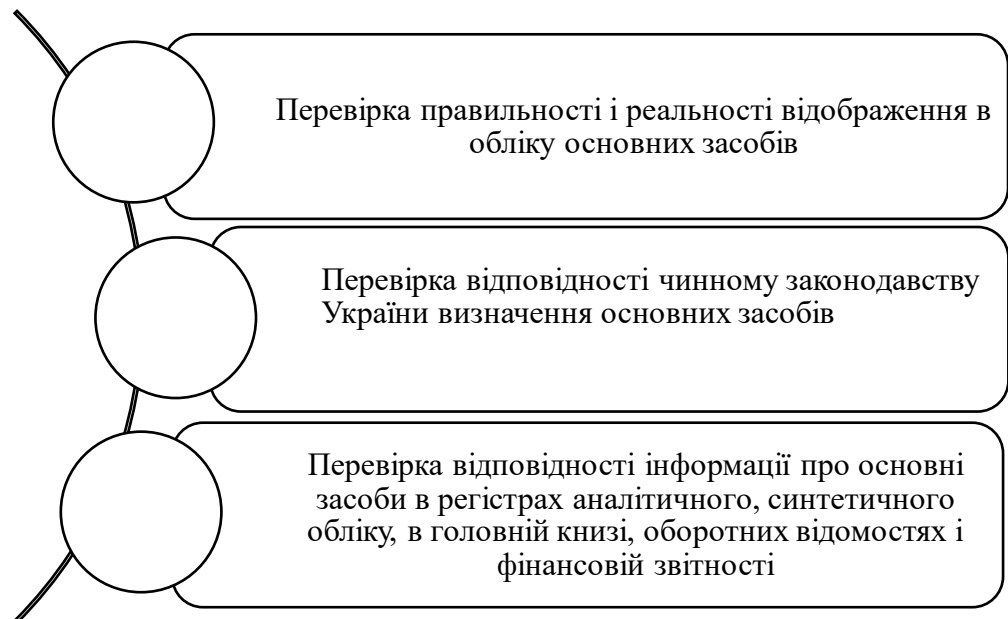 Перевірка правильності і реальності відображення в
обліку основних засобів
Перевірка відповідності чинному законодавству
України визначення основних засобів
Перевірка відповідності інформації про основні
засоби в регістрах аналітичного, синтетичного
обліку, в головній книзі, оборотних відомостях і
фінансовій звітності